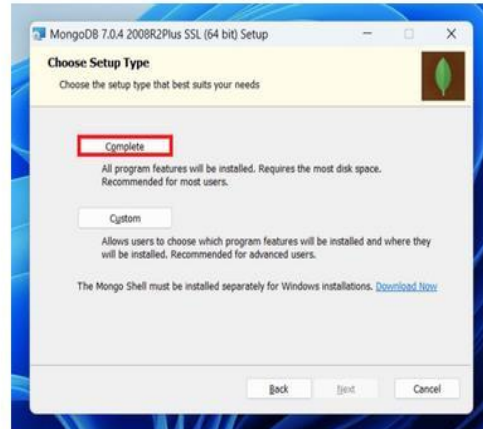 MongoDB 7.0.4 2008R2Plus SSL (64 bit) Setup
Choose Setup Type
Choose the setup type that best suits your needs
Complete
All program features will be installed. Requires the most disk space.
Recommended for most users.
Custom
Allows users to choose which program features will be installed and where they
will be installed. Recommended for advanced users.
The Mongo Shell must be installed separately for Windows installations. Download Now
Back Next Cancel